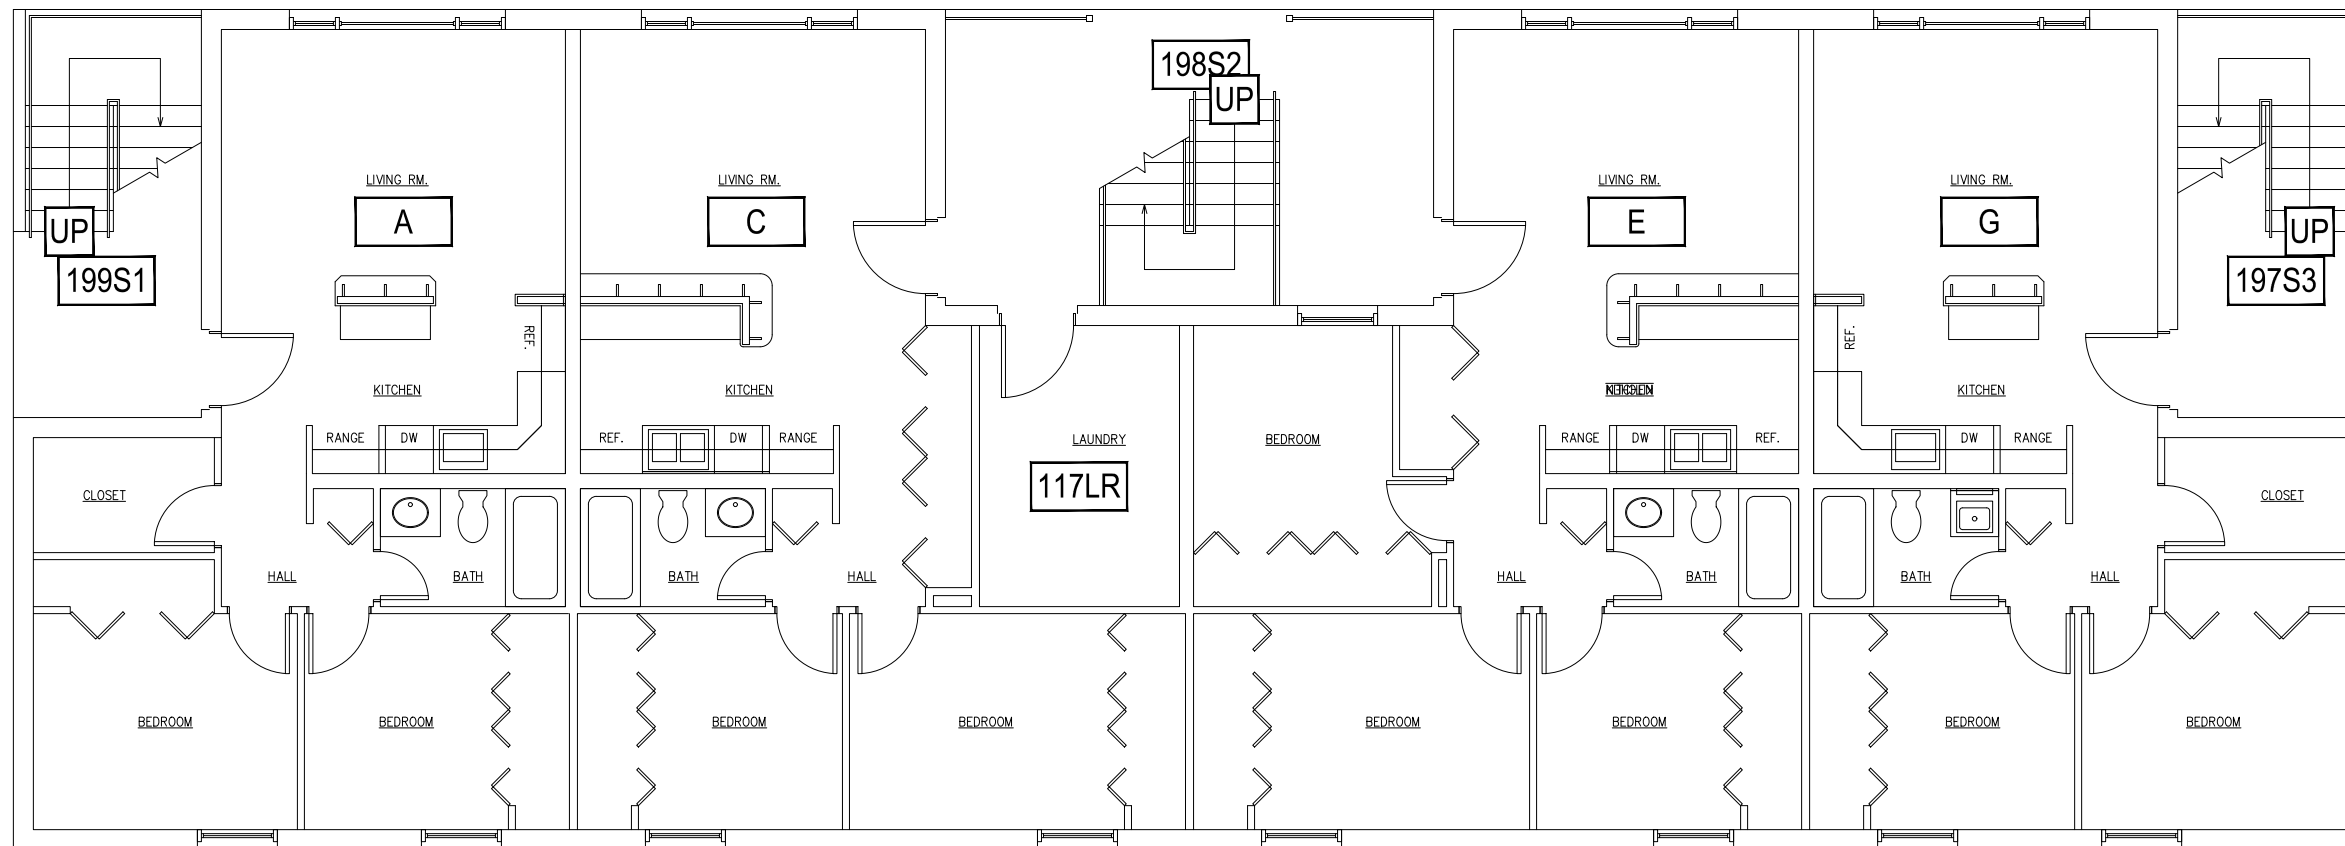 198S2
UP
LIVING RM.
LIVING RM.
LIVING RM.
LIVING RM.
A
C
E
G
UP
199S1
UP
197S3
REF.
REF.
KITCHEN
KITCHEN
KITCHEN
KITCHEN
RANGE
DW
REF.
DW
RANGE
LAUNDRY
BEDROOM
RANGE
DW
REF.
DW
RANGE
117LR
CLOSET
CLOSET
HALL
BATH
BATH
HALL
HALL
BATH
BATH
HALL
BEDROOM
BEDROOM
BEDROOM
BEDROOM
BEDROOM
BEDROOM
BEDROOM
BEDROOM